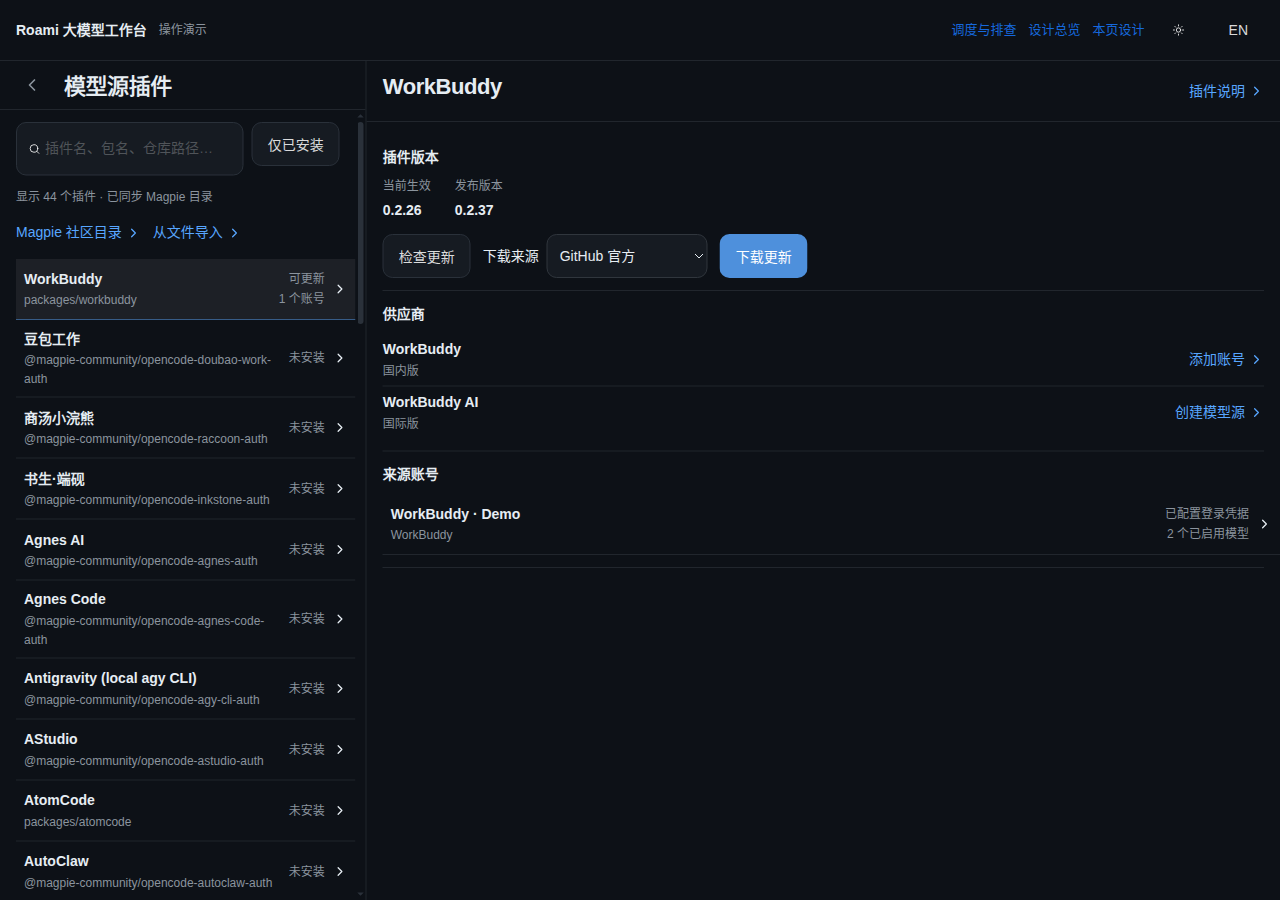 Roami 大模型工作台 操作演示
调度与排查 设计总览 本页设计 EN
模型源插件
插件名、包名、仓库路径…
仅已安装
显示 44 个插件 · 已同步 Magpie 目录
Magpie 社区目录 从文件导入
WorkBuddy
packages/workbuddy
可更新
1 个账号
豆包工作
@magpie-community/opencode-doubao-work-
auth
未安装
商汤小浣熊
@magpie-community/opencode-raccoon-auth
未安装
书生·端砚
@magpie-community/opencode-inkstone-auth
未安装
Agnes AI
@magpie-community/opencode-agnes-auth
未安装
Agnes Code
@magpie-community/opencode-agnes-code-
auth
未安装
Antigravity (local agy CLI)
@magpie-community/opencode-agy-cli-auth
未安装
AStudio
@magpie-community/opencode-astudio-auth
未安装
AtomCode
packages/atomcode
未安装
AutoClaw
@magpie-community/opencode-autoclaw-auth
未安装
WorkBuddy
插件说明
插件版本
当前生效 发布版本
0.2.26 0.2.37
检查更新 下载来源 GitHub 官方 下载更新
供应商
WorkBuddy
国内版
添加账号
WorkBuddy AI
国际版
创建模型源
来源账号
WorkBuddy · Demo
WorkBuddy
已配置登录凭据
2 个已启用模型